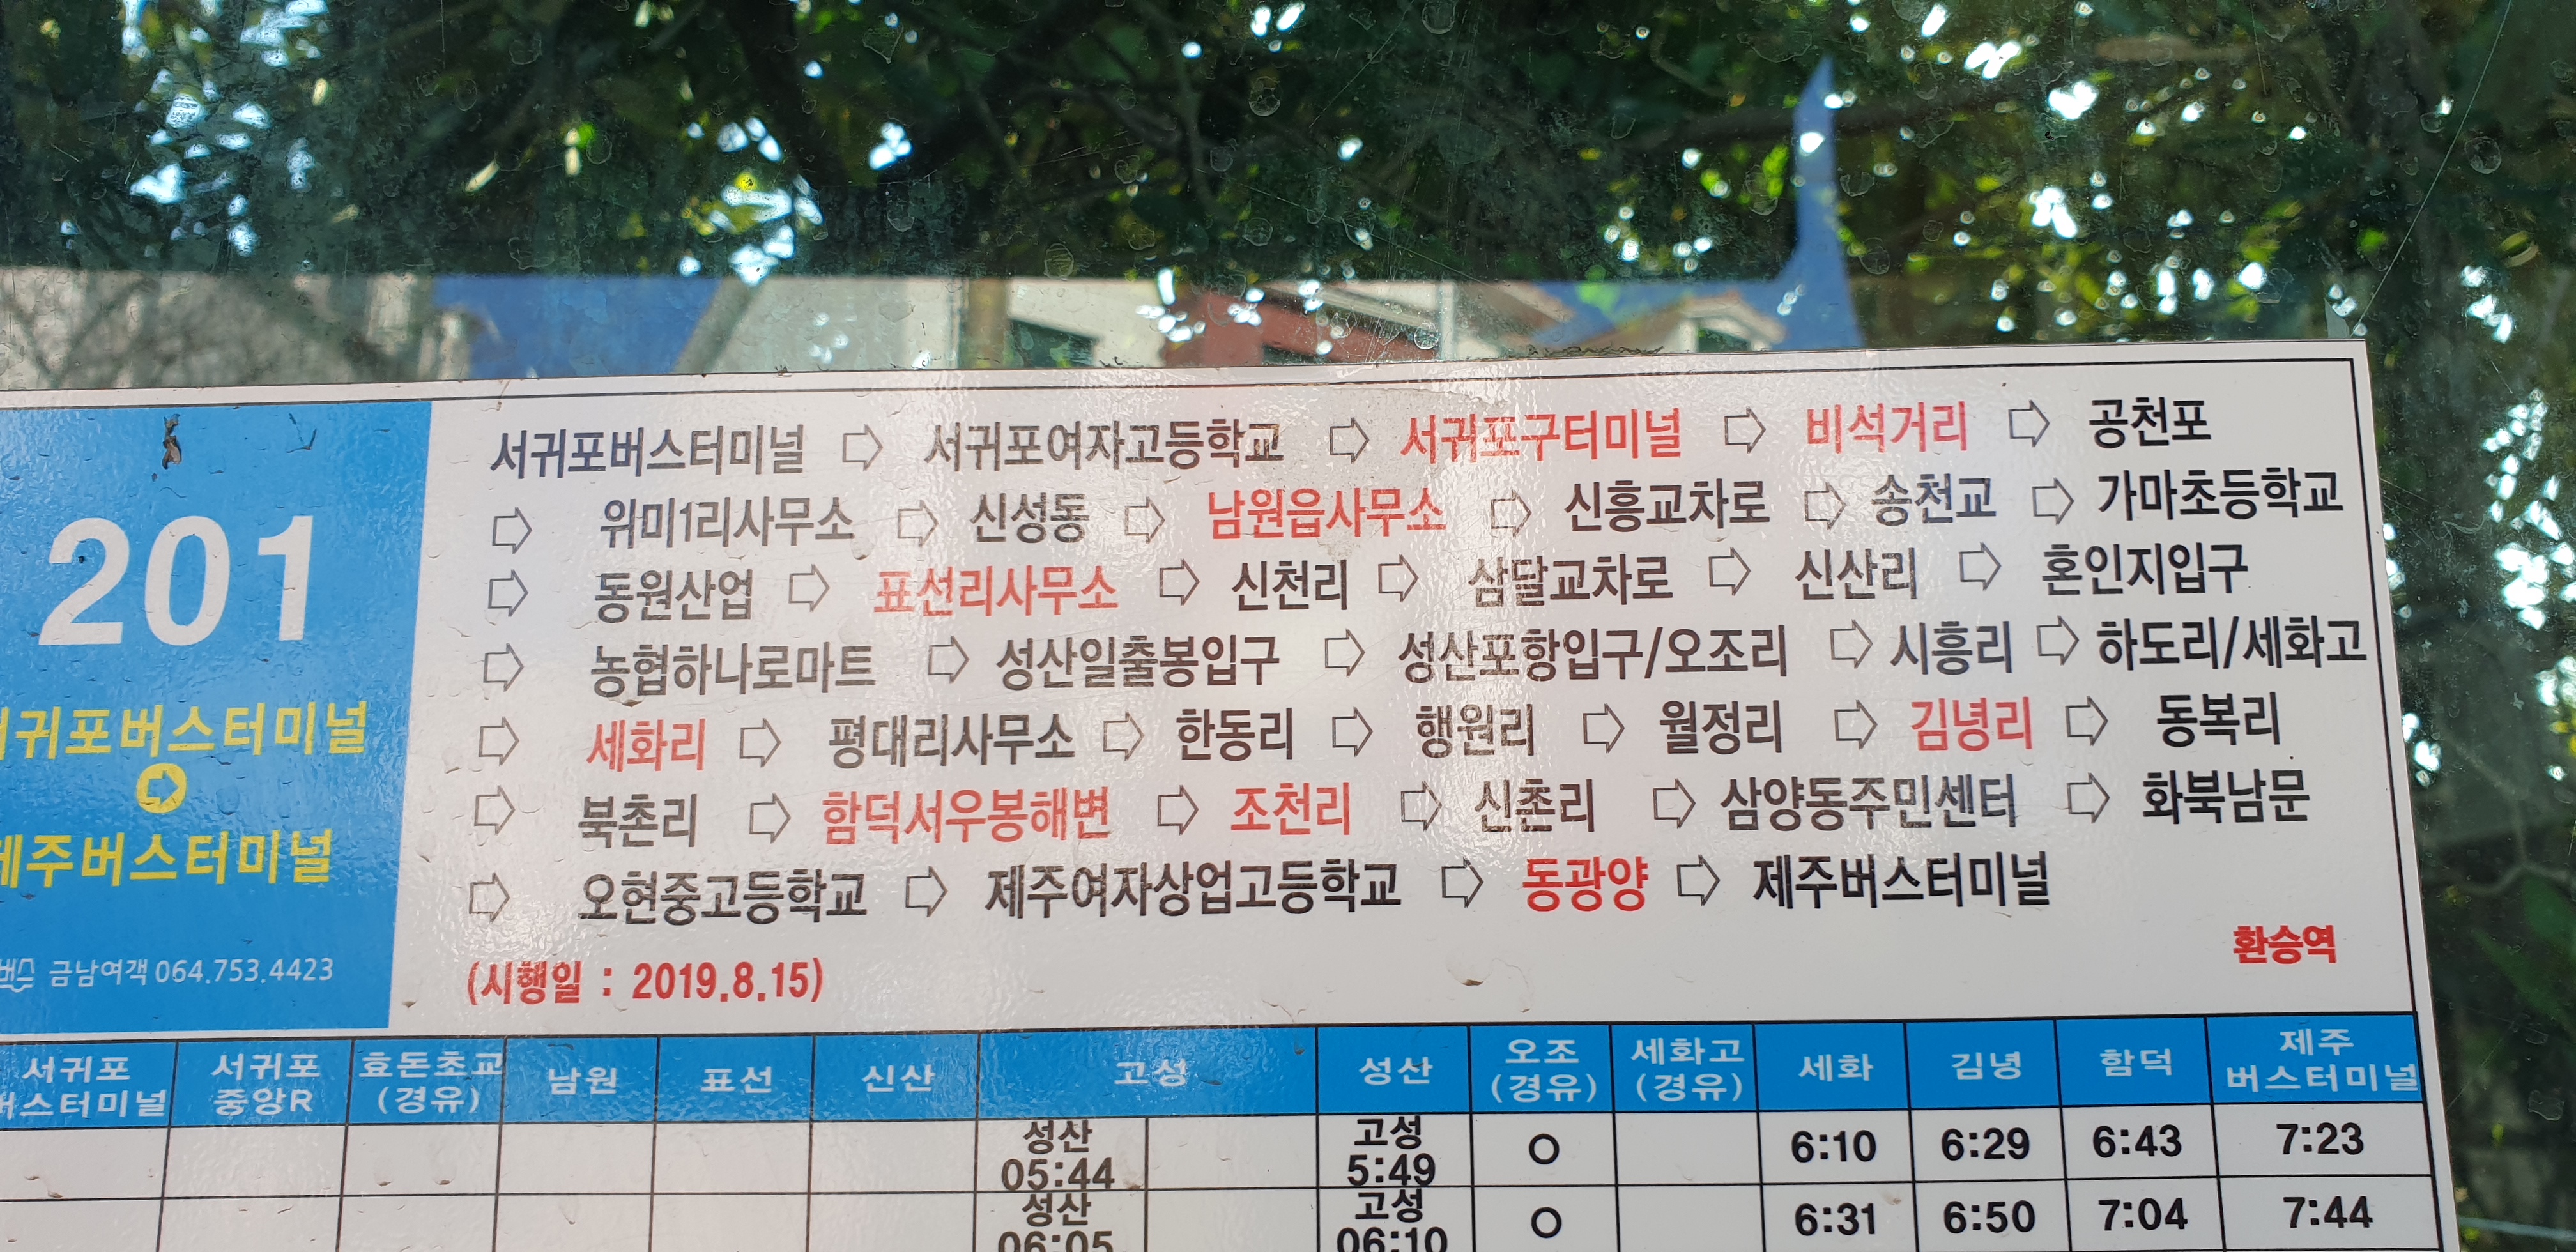 서귀포버스터미널 ⇨ 서귀포여자고등학교 ⇨ 서귀포구터미널 ⇨ 비석거리 ⇨ 공천포
⇨ 위미1리사무소 ⇨ 신성동 ⇨ 남원읍사무소 ⇨ 신흥교차로 ⇨ 송천교 ⇨ 가마초등학교
⇨ 동원산업 ⇨ 표선리사무소 ⇨ 신천리 ⇨ 삼달교차로 ⇨ 신산리 ⇨ 혼인지입구
⇨ 농협하나로마트 ⇨ 성산일출봉입구 ⇨ 성산포항입구/오조리 ⇨ 시흥리 ⇨ 하도리/세화고
⇨ 세화리 ⇨ 평대리사무소 ⇨ 한동리 ⇨ 행원리 ⇨ 월정리 ⇨ 김녕리 ⇨ 동복리
⇨ 북촌리 ⇨ 함덕서우봉해변 ⇨ 조천리 ⇨ 신촌리 ⇨ 삼양동주민센터 ⇨ 화북남문
⇨ 오현중고등학교 ⇨ 제주여자상업고등학교 ⇨ 동광양 ⇨ 제주버스터미널
환승역
(시행일 : 2019.8.15)
201
서귀포버스터미널
⇨
제주버스터미널
버스 금남여객 064.753.4423
서귀포 버스터미널 서귀포 중앙R 효돈초교 (경유) 남원 표선 신산 고성 성산 오조 (경유) 세화고 (경유) 세화 김녕 함덕 제주 버스터미널
성산 05:44 고성 5:49 O 6:10 6:29 6:43 7:23
성산 06:05 고성 06:10 O 6:31 6:50 7:04 7:44